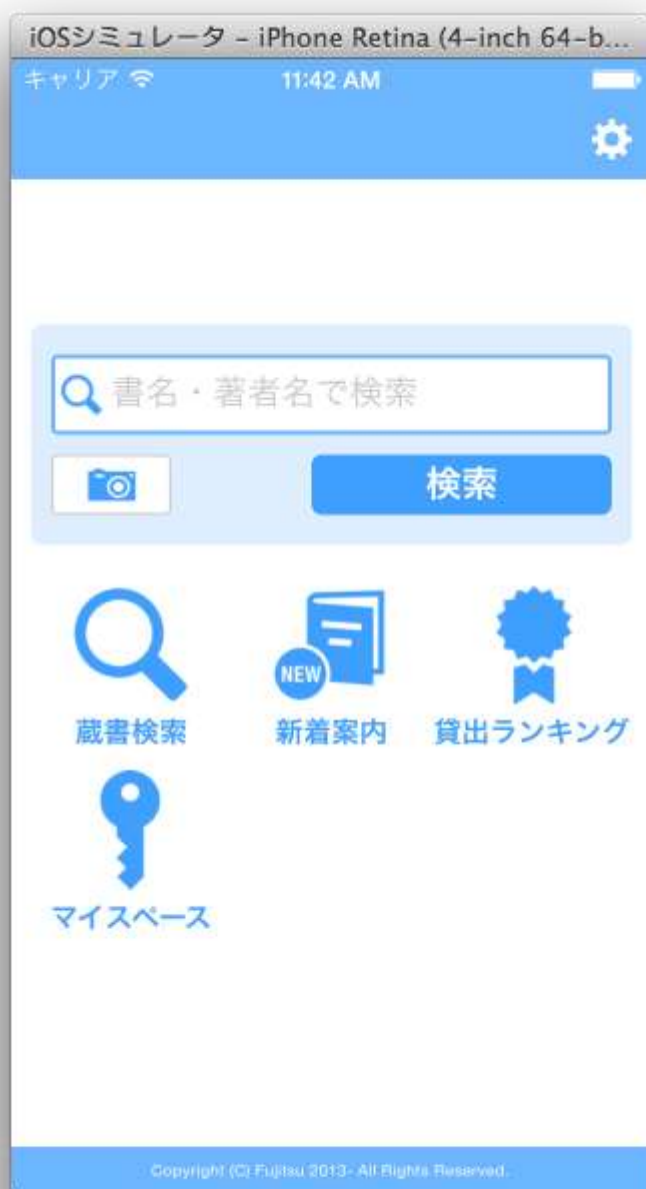 iOSシミュレータ – iPhone Retina (4-inch 64-b...
キャリア 11:42 AM
書名・著者名で検索
検索
NEW
蔵書検索 新着案内 貸出ランキング
マイスペース
Copyright (C) Fujitsu 2013- All Rights Reserved.